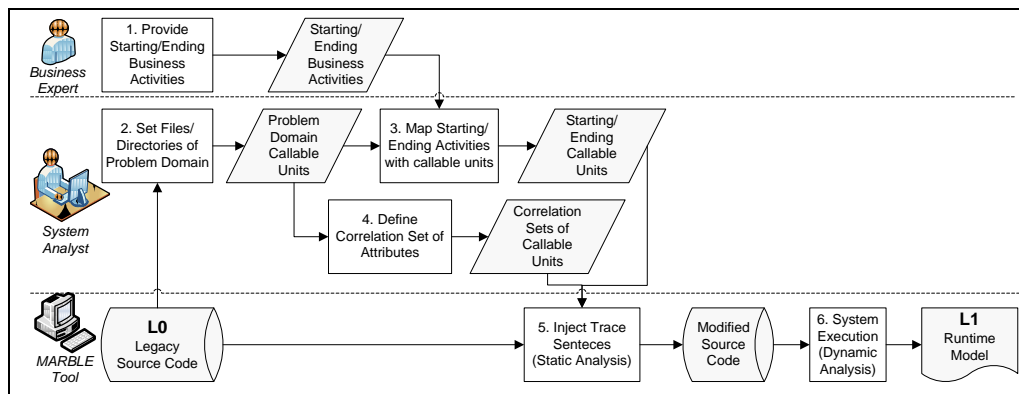 1. Provide
Starting/Ending
Business
Activities
Starting/
Ending
Business
Activities
Business
Expert
2. Set Files/
Directories of
Problem Domain
Problem
Domain
Callable
Units
3. Map Starting/
Ending Activities
with callable units
Starting/
Ending
Callable
Units
System
Analyst
4. Define
Correlation Set of
Attributes
Correlation
Sets of
Callable
Units
MARBLE
Tool
L0
Legacy
Source Code
5. Inject Trace
Senteces
(Static Analysis)
Modified
Source
Code
6. System
Execution
(Dynamic
Analysis)
L1
Runtime
Model